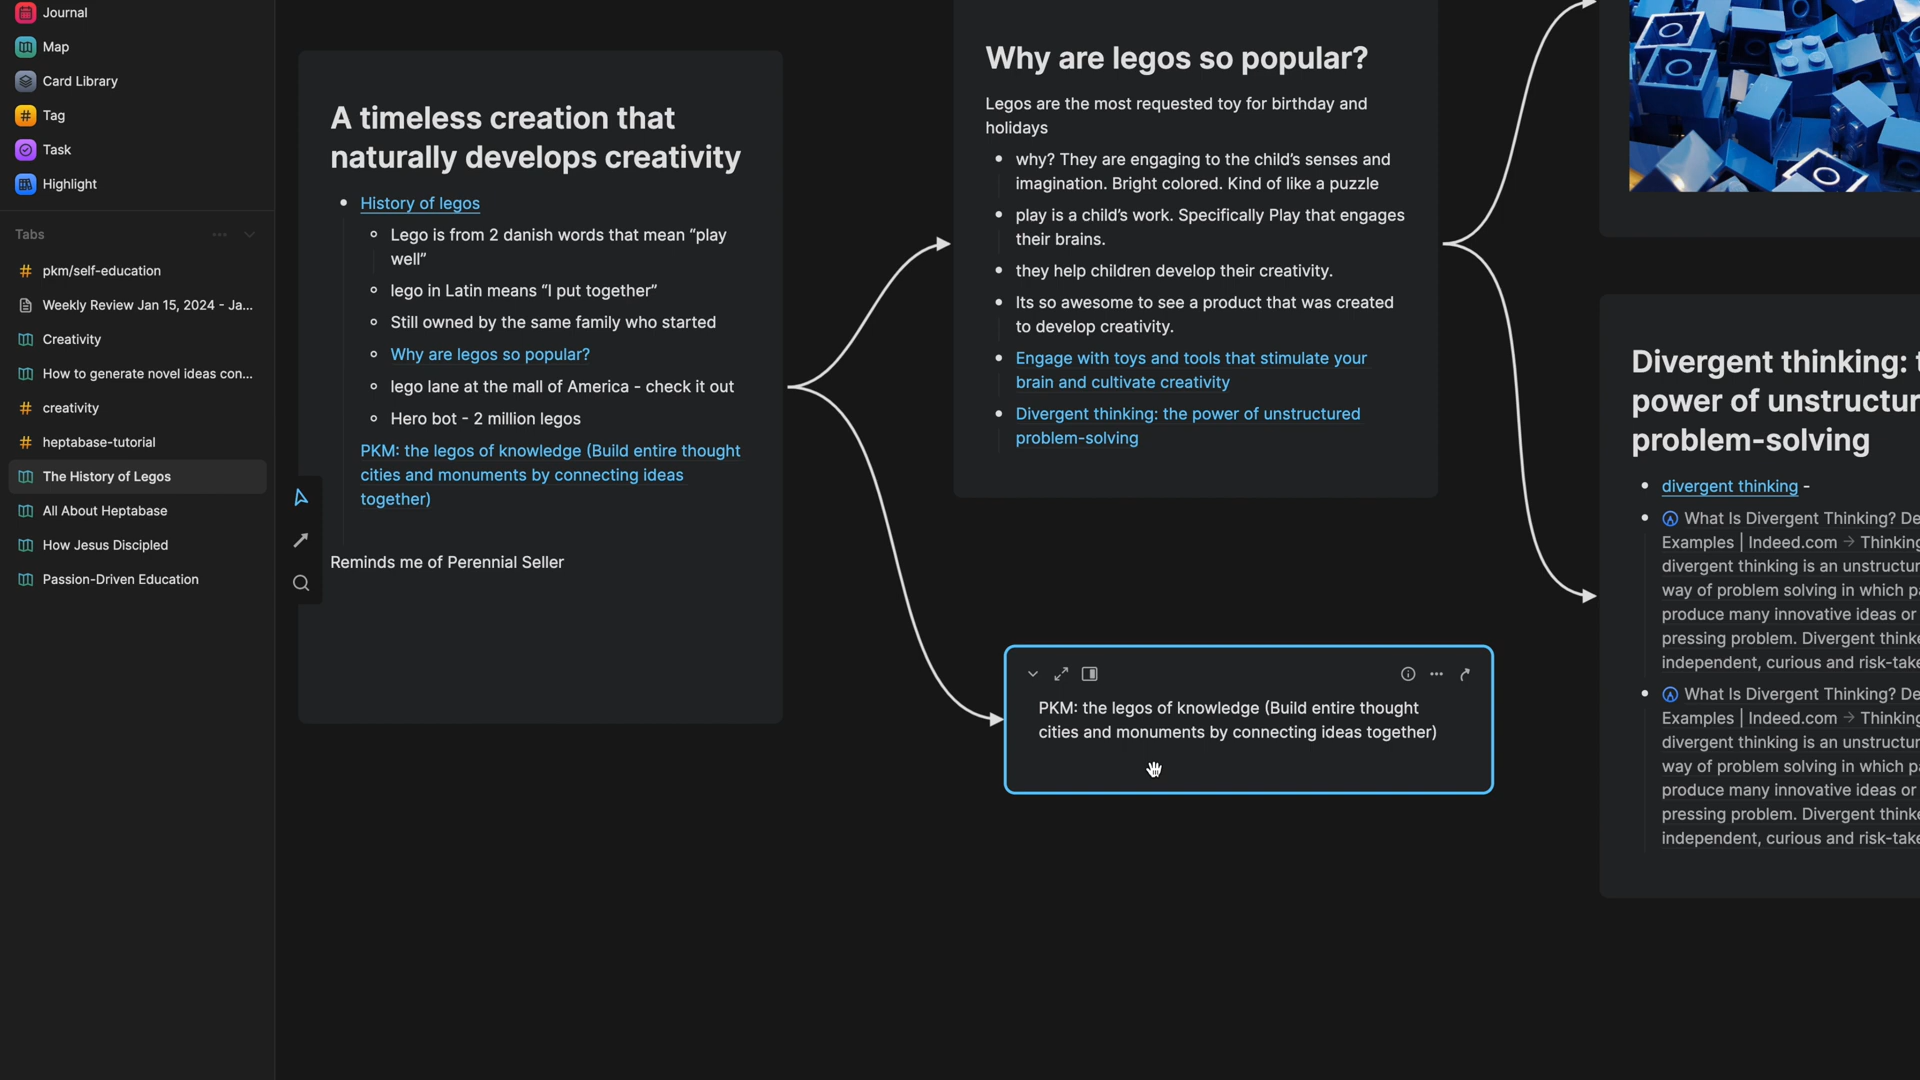 Journal
Map
Card Library
Tag
Task
Highlight
Tabs
pkm/self-education
Weekly Review Jan 15, 2024 - Ja...
Creativity
How to generate novel ideas con...
creativity
heptabase-tutorial
The History of Legos
All About Heptabase
How Jesus Discipled
Passion-Driven Education
A timeless creation that
naturally develops creativity
History of legos
Lego is from 2 danish words that mean “play
well”
lego in Latin means “I put together”
Still owned by the same family who started
Why are legos so popular?
lego lane at the mall of America - check it out
Hero bot - 2 million legos
PKM: the legos of knowledge (Build entire thought
cities and monuments by connecting ideas
together)
Reminds me of Perennial Seller
Why are legos so popular?
Legos are the most requested toy for birthday and
holidays
why? They are engaging to the child’s senses and
imagination. Bright colored. Kind of like a puzzle
play is a child’s work. Specifically Play that engages
their brains.
they help children develop their creativity.
Its so awesome to see a product that was created
to develop creativity.
Engage with toys and tools that stimulate your
brain and cultivate creativity
Divergent thinking: the power of unstructured
problem-solving
PKM: the legos of knowledge (Build entire thought
cities and monuments by connecting ideas together)
Divergent thinking:
power of unstructur
problem-solving
divergent thinking -
What Is Divergent Thinking? De
Examples | Indeed.com → Thinking
divergent thinking is an unstructur
way of problem solving in which pa
produce many innovative ideas or
pressing problem. Divergent thinke
independent, curious and risk-take
What Is Divergent Thinking? De
Examples | Indeed.com → Thinking
divergent thinking is an unstructur
way of problem solving in which pa
produce many innovative ideas or
pressing problem. Divergent thinke
independent, curious and risk-take